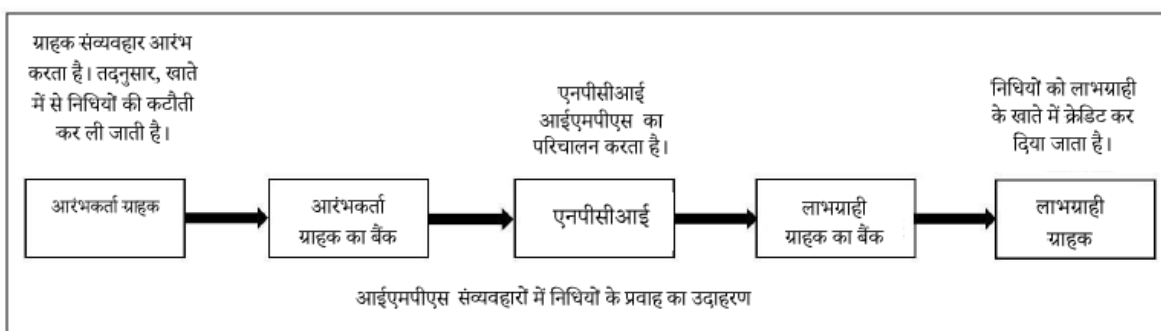 ग्राहक संव्यवहार आरंभ
करता है। तदनुसार, खाते
में से निधियों की कटौती
कर ली जाती है।
एनपीसीआई
आईएमपीएस का
परिचालन करता है।
निधियों को लाभग्राही
के खाते में क्रेडिट कर
दिया जाता है।
आरंभकर्ता ग्राहक
आरंभकर्ता
ग्राहक का बैंक
एनपीसीआई
लाभग्राही
ग्राहक का बैंक
लाभग्राही
ग्राहक
आईएमपीएस संव्यवहारों में निधियों के प्रवाह का उदाहरण